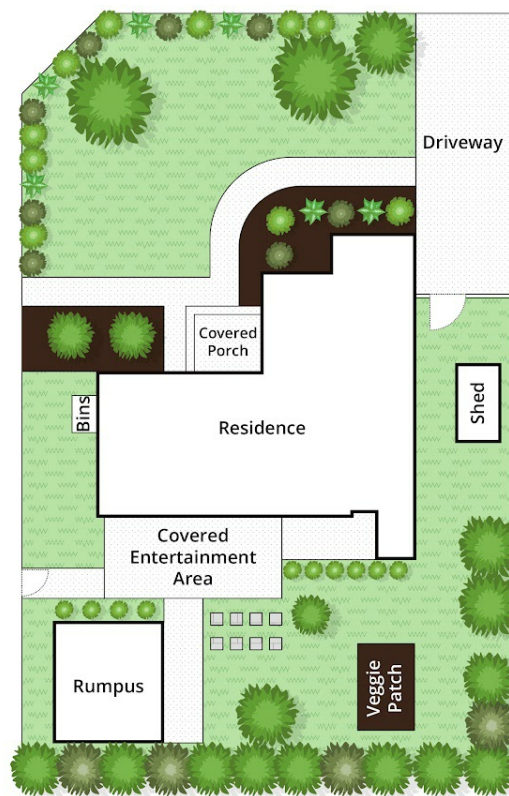 Driveway
Covered
Porch
Shed
Bins
Residence
Covered
Entertainment
Area
Rumpus
Veggie
Patch